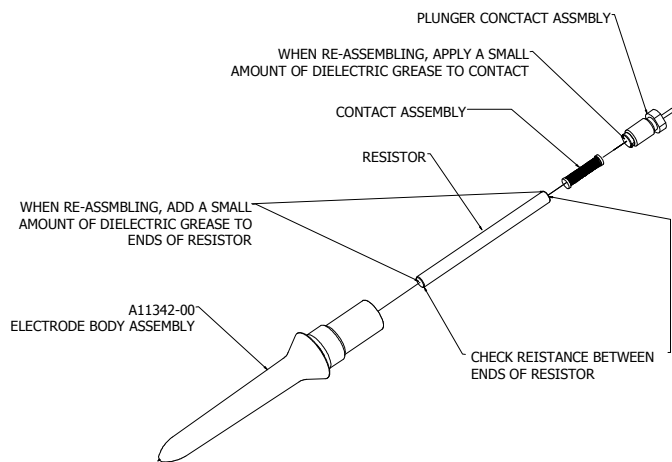 PLUNGER CONCTACT ASSMBLY
WHEN RE-ASSEMBLING, APPLY A SMALL
AMOUNT OF DIELECTRIC GREASE TO CONTACT
CONTACT ASSEMBLY
RESISTOR
WHEN RE-ASSMBLING, ADD A SMALL
AMOUNT OF DIELECTRIC GREASE TO
ENDS OF RESISTOR
A11342-00
ELECTRODE BODY ASSEMBLY
CHECK REISTANCE BETWEEN
ENDS OF RESISTOR